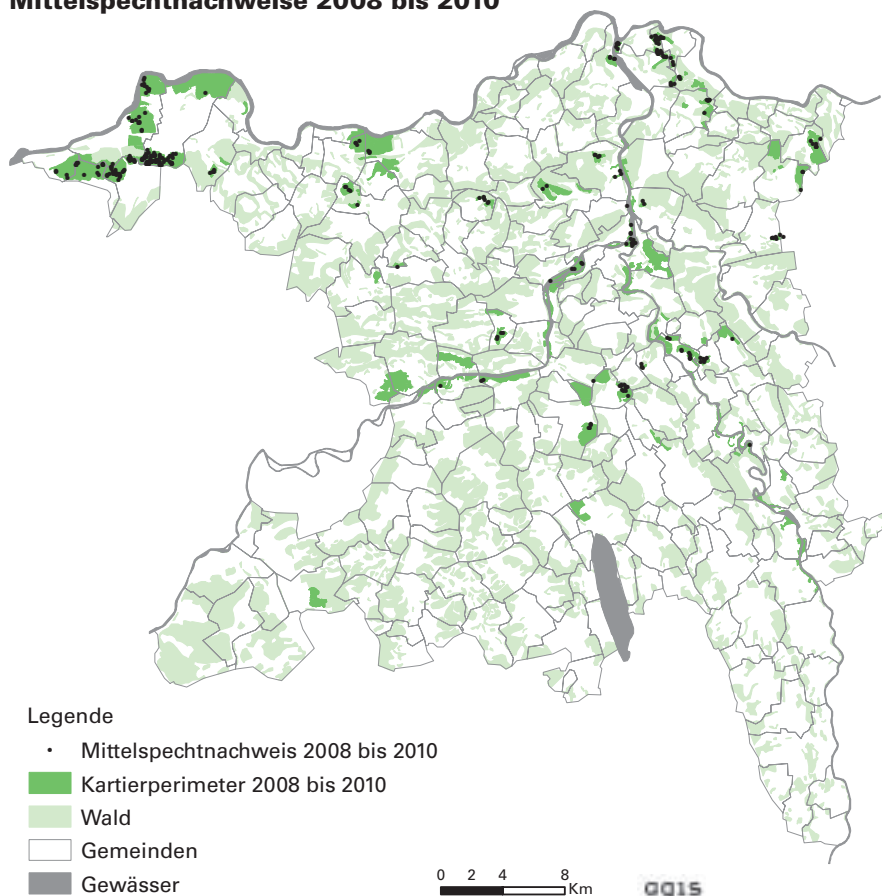 Mittelspechtnachweise 2008 bis 2010
Legende
Mittelspechtnachweis 2008 bis 2010
Kartierperimeter 2008 bis 2010
Wald
Gemeinden
Gewässer
0 2 4 8
Km
agis